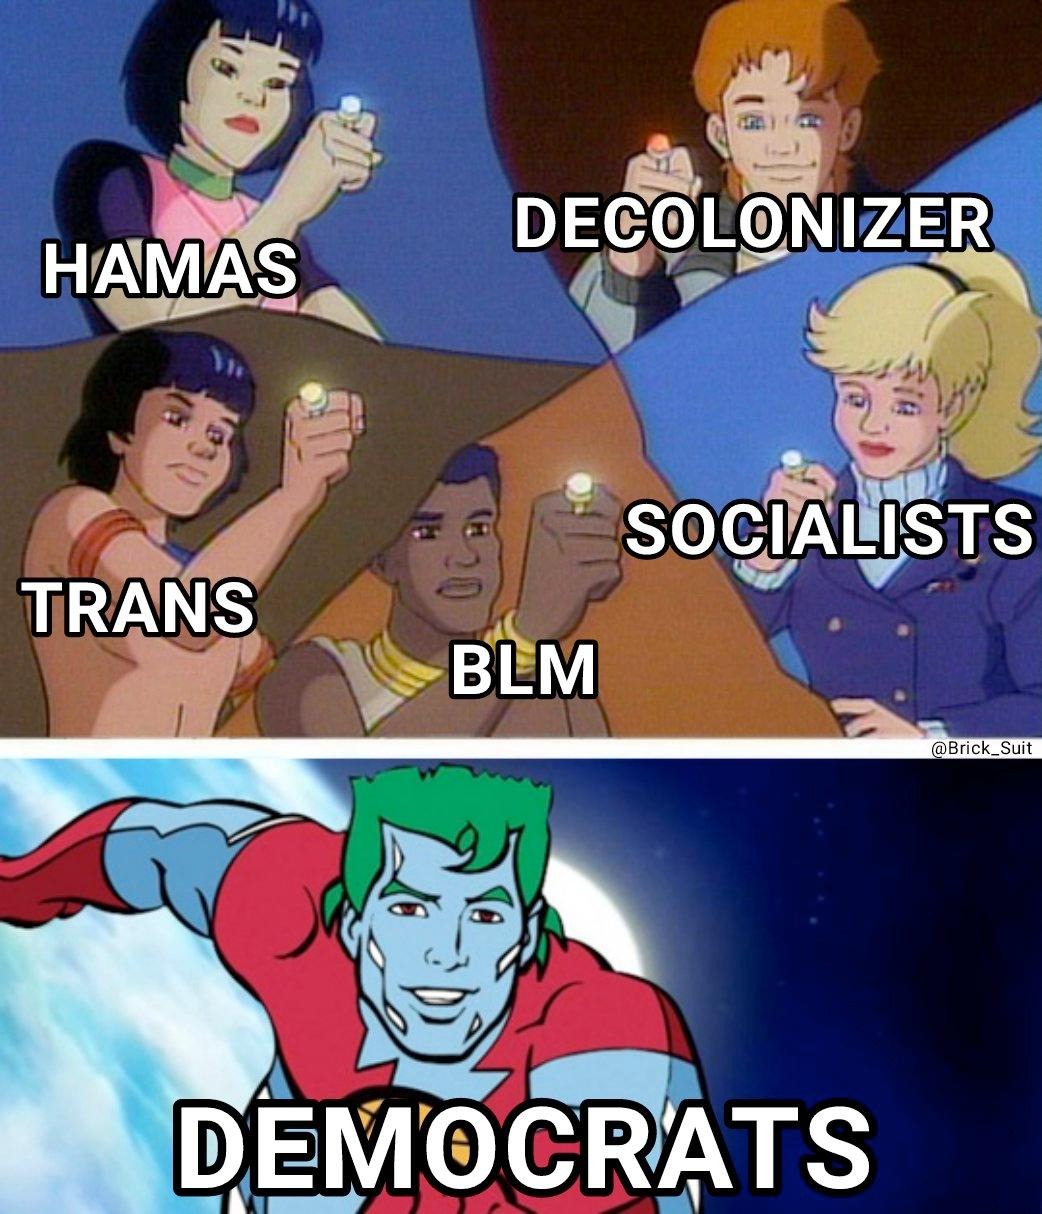 DECOLONIZER
HAMAS
SOCIALISTS
TRANS
BLM
@Brick_Suit
DEMOCRATS